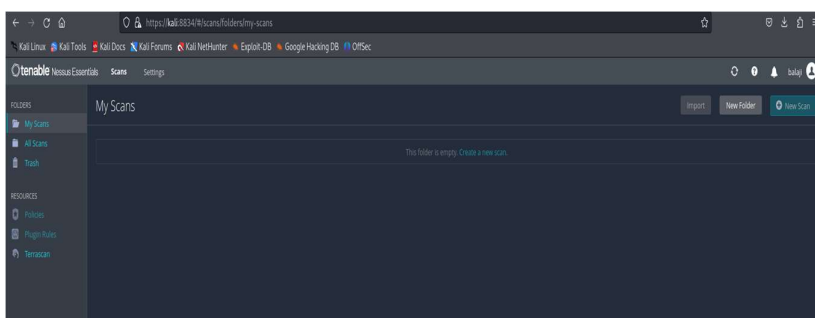 https://kali:8834/#/scans/folders/my-scans
Kali Linux Kali Tools Kali Docs Kali Forums Kali NetHunter Exploit-DB Google Hacking DB OffSec
tenable Nessus Essentials Scans Settings balaji
FOLDERS
My Scans
All Scans
Trash
RESOURCES
Policies
Plugin Rules
Terrascan
My Scans
Import New Folder New Scan
This folder is empty. Create a new scan.